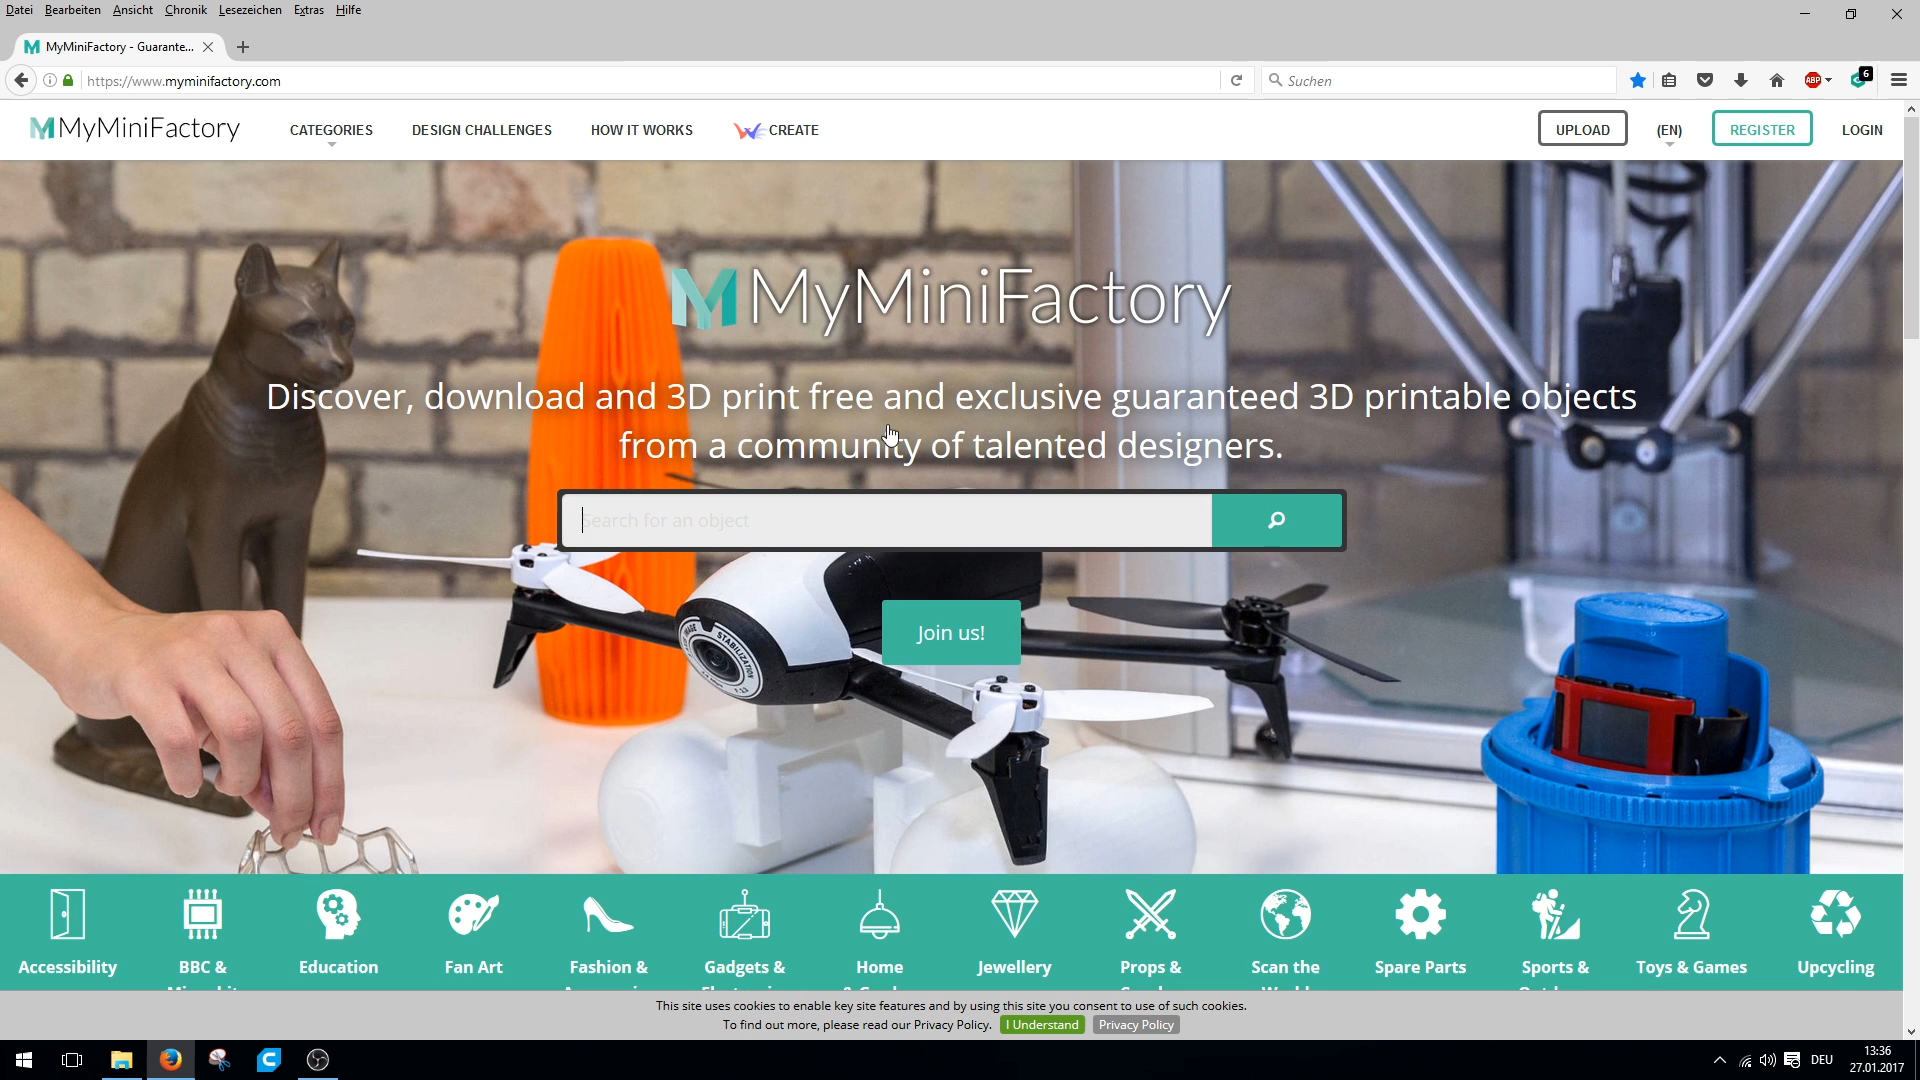 Datei Bearbeiten Ansicht Chronik Lesezeichen Extras Hilfe
MyMiniFactory - Guarante...
https://www.myminifactory.com
Suchen
ABP
6
MyMiniFactory
CATEGORIES
DESIGN CHALLENGES
HOW IT WORKS
CREATE
UPLOAD
(EN)
REGISTER
LOGIN
MyMiniFactory
Discover, download and 3D print free and exclusive guaranteed 3D printable objects
from a community of talented designers.
Search for an object
Join us!
IMAGE STABILIZATION
Accessibility
BBC &
Education
Fan Art
Fashion &
Gadgets &
Home
Jewellery
Props &
Scan the
Spare Parts
Sports &
Toys & Games
Upcycling
This site uses cookies to enable key site features and by using this site you consent to use of such cookies.
To find out more, please read our Privacy Policy. I Understand Privacy Policy
DEU
13:36
27.01.2017